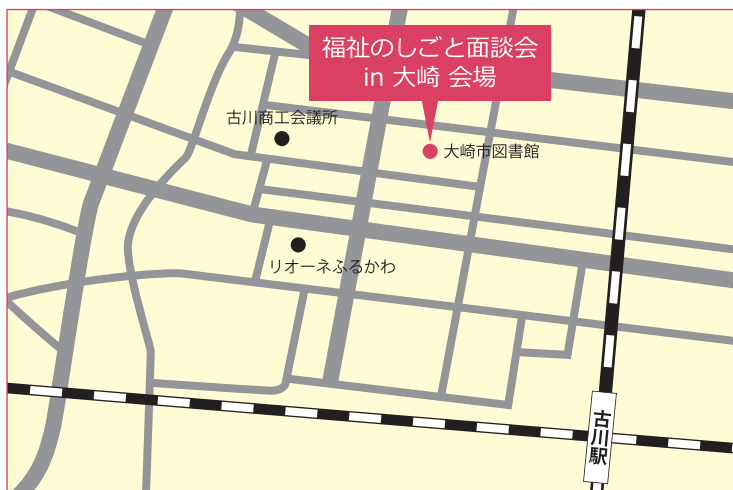 福祉のしごと面談会
in 大崎 会場
古川商工会議所
大崎市図書館
リオーネふるかわ
古川駅